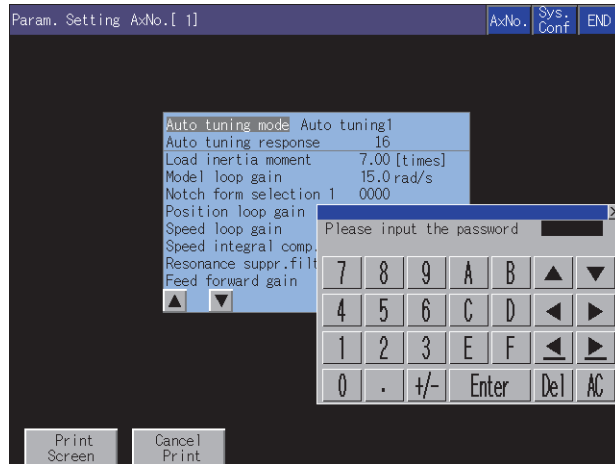 Param. Setting AxNo.[ 1] AxNo. Sys. Conf END
Auto tuning mode Auto tuning1
Auto tuning response 16
Load inertia moment 7.00 [times]
Model loop gain 15.0 rad/s
Notch form selection 1 0000
Position loop gain
Speed loop gain
Speed integral comp.
Resonance suppr.filt
Feed forward gain
▲ ▼
Please input the password
7 8 9 A B ▲ ▼
4 5 6 C D ◀ ▶
1 2 3 E F ◀ ▶
0 . +/- Enter Del AC
Print Screen
Cancel Print